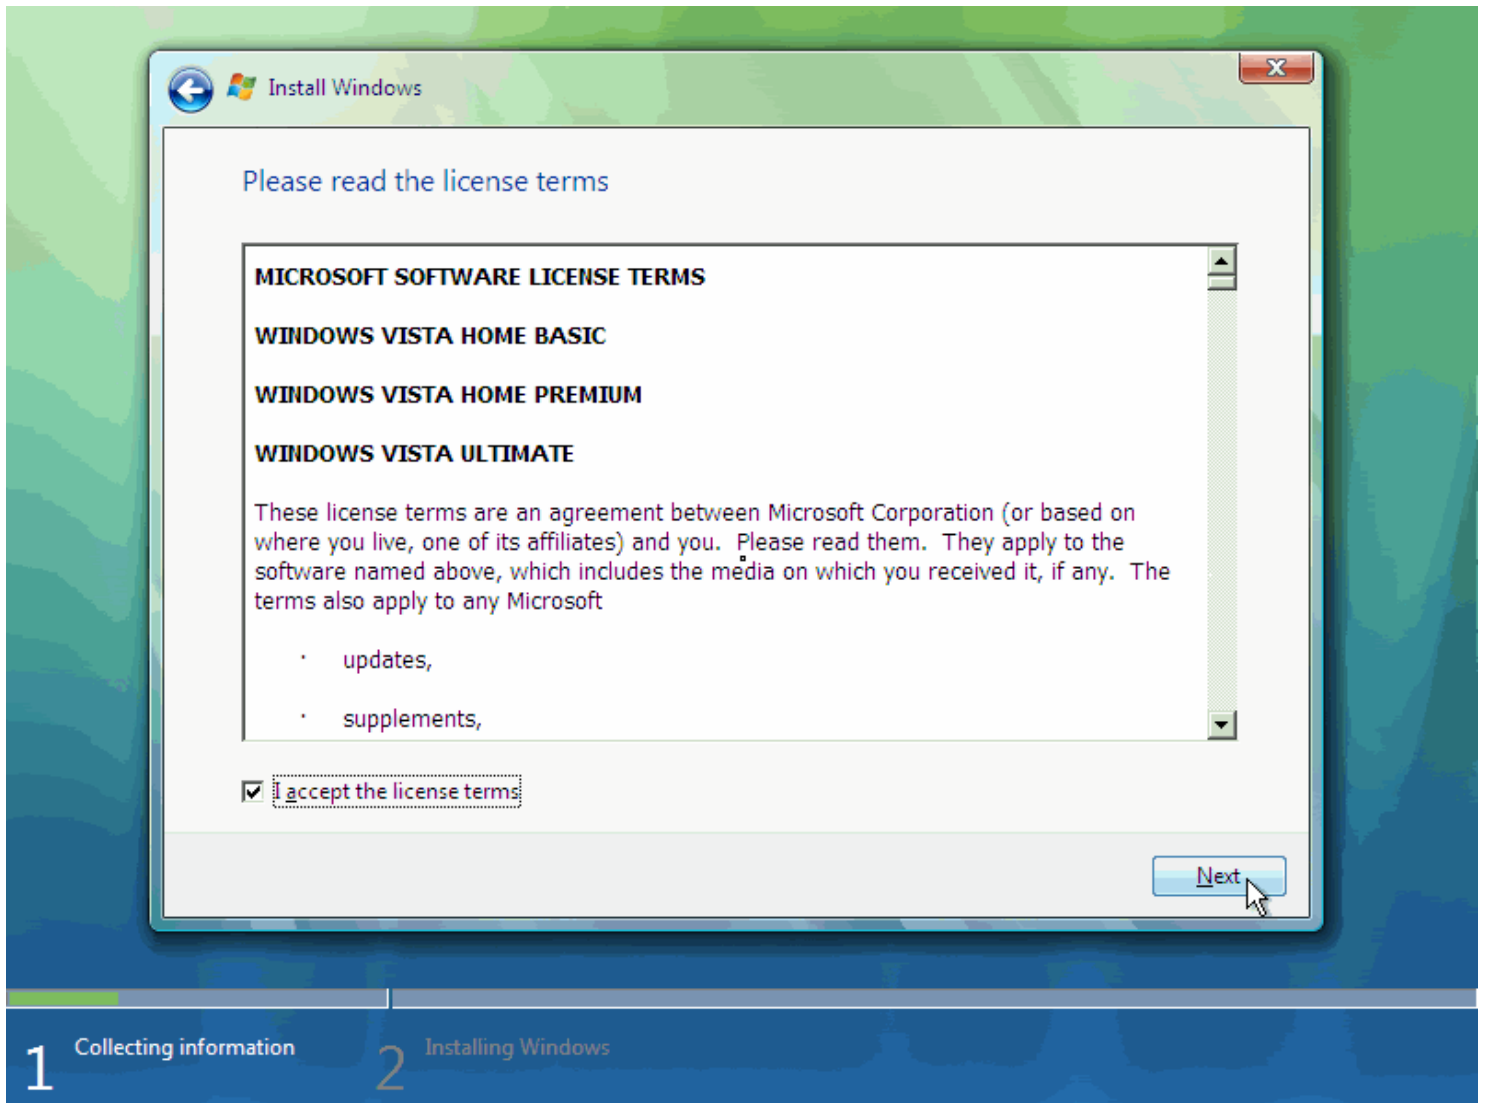 Install Windows
Please read the license terms
MICROSOFT SOFTWARE LICENSE TERMS
WINDOWS VISTA HOME BASIC
WINDOWS VISTA HOME PREMIUM
WINDOWS VISTA ULTIMATE
These license terms are an agreement between Microsoft Corporation (or based on
where you live, one of its affiliates) and you.  Please read them.  They apply to the
software named above, which includes the media on which you received it, if any.  The
terms also apply to any Microsoft
· updates,
· supplements,
I accept the license terms
Next
1 Collecting information
2 Installing Windows